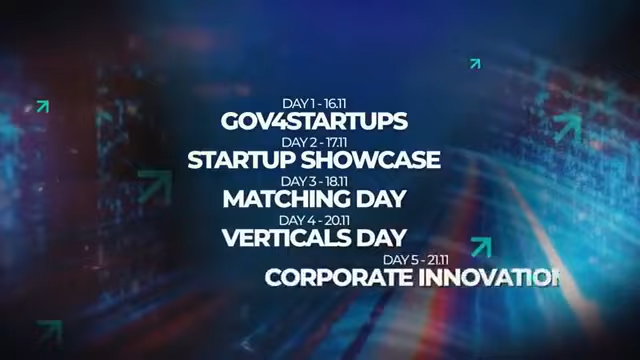 DAY 1 - 16.11
GOV4STARTUPS
DAY 2 - 17.11
STARTUP SHOWCASE
DAY 3 - 18.11
MATCHING DAY
DAY 4 - 20.11
VERTICALS DAY
DAY 5 - 21.11
CORPORATE INNOVATION